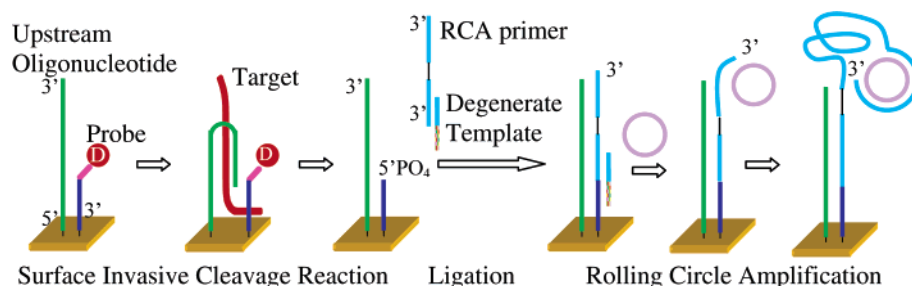 Upstream
Oligonucleotide
3'
Probe
D
5'
3'
Target
D
3'
5'PO4
3'
RCA primer
3'
Degenerate
Template
3'
3'
3'
Surface Invasive Cleavage Reaction
Ligation
Rolling Circle Amplification